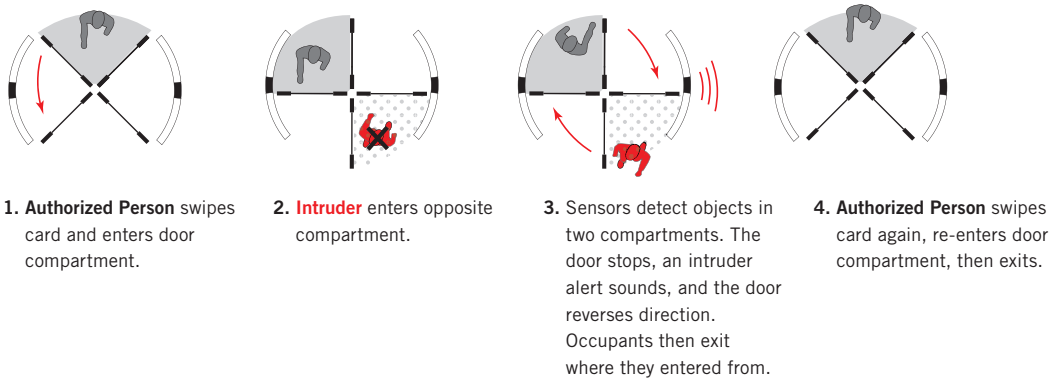 1. Authorized Person swipes
card and enters door
compartment.
2. Intruder enters opposite
compartment.
3. Sensors detect objects in
two compartments. The
door stops, an intruder
alert sounds, and the door
reverses direction.
Occupants then exit
where they entered from.
4. Authorized Person swipes
card again, re-enters door
compartment, then exits.